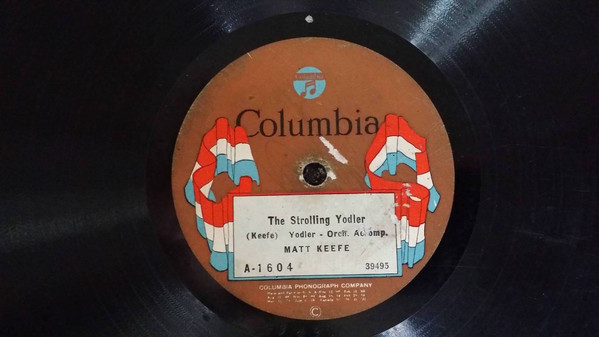 Columbia
The Strolling Yodler
(Keefe) Yodler - Orch. Accomp.
MATT KEEFE
A-1604 39495
COLUMBIA PHONOGRAPH COMPANY
C